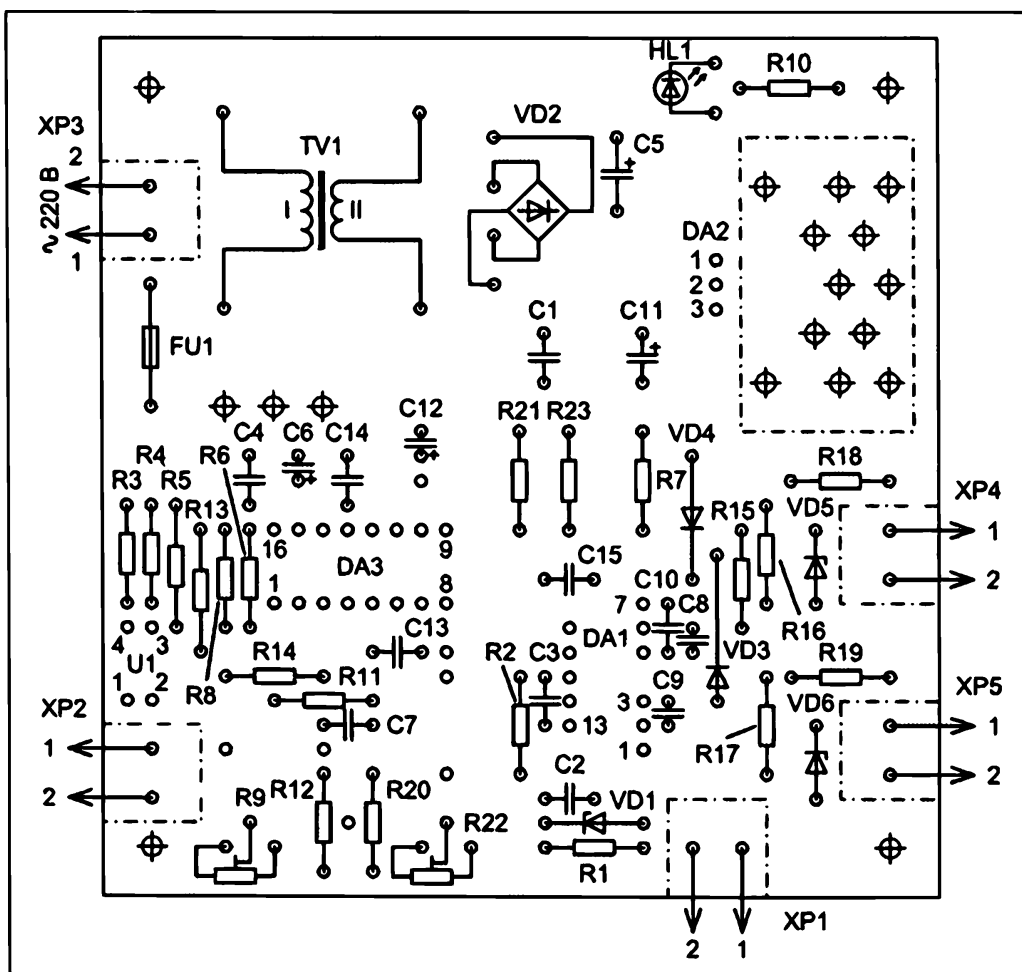 HL1
R10
XP3
2
TV1
VD2
C5
~220 В
I
II
DA2
1
1
2
3
C1
C11
FU1
C12
R21
R23
C4
C6
C14
VD4
R6
R4
R3
R5
R7
R18
XP4
R13
R15
VD5
1
16
9
DA3
C15
1
8
C10
2
7
C8
4
3
C13
DA1
R16
U1
R14
R2
C3
VD3
R19
1
2
R8
R11
XP5
XP2
3
C9
VD6
1
C7
13
R17
1
1
C2
2
2
R9
R12
R20
R22
VD1
R1
XP1
2
1